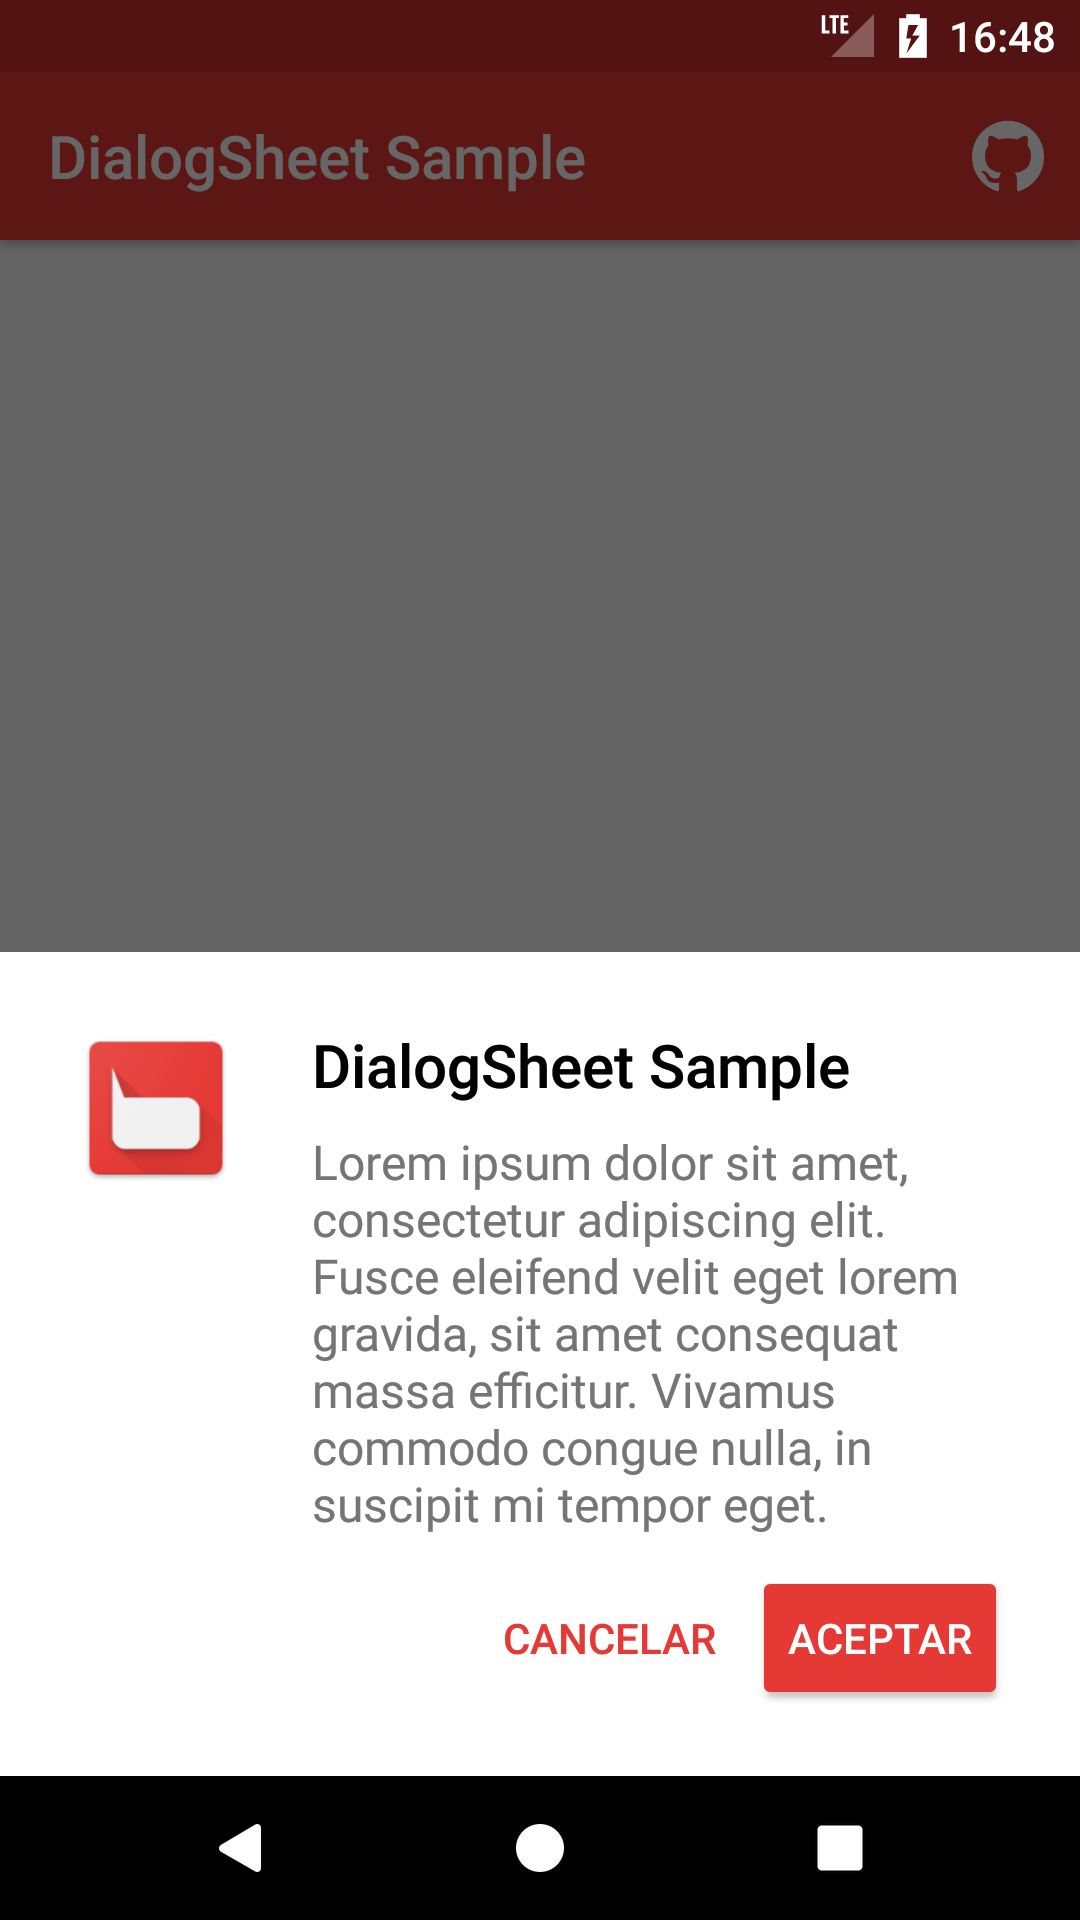 LTE 16:48
DialogSheet Sample
DialogSheet Sample
Lorem ipsum dolor sit amet,
consectetur adipiscing elit.
Fusce eleifend velit eget lorem
gravida, sit amet consequat
massa efficitur. Vivamus
commodo congue nulla, in
suscipit mi tempor eget.
CANCELAR ACEPTAR